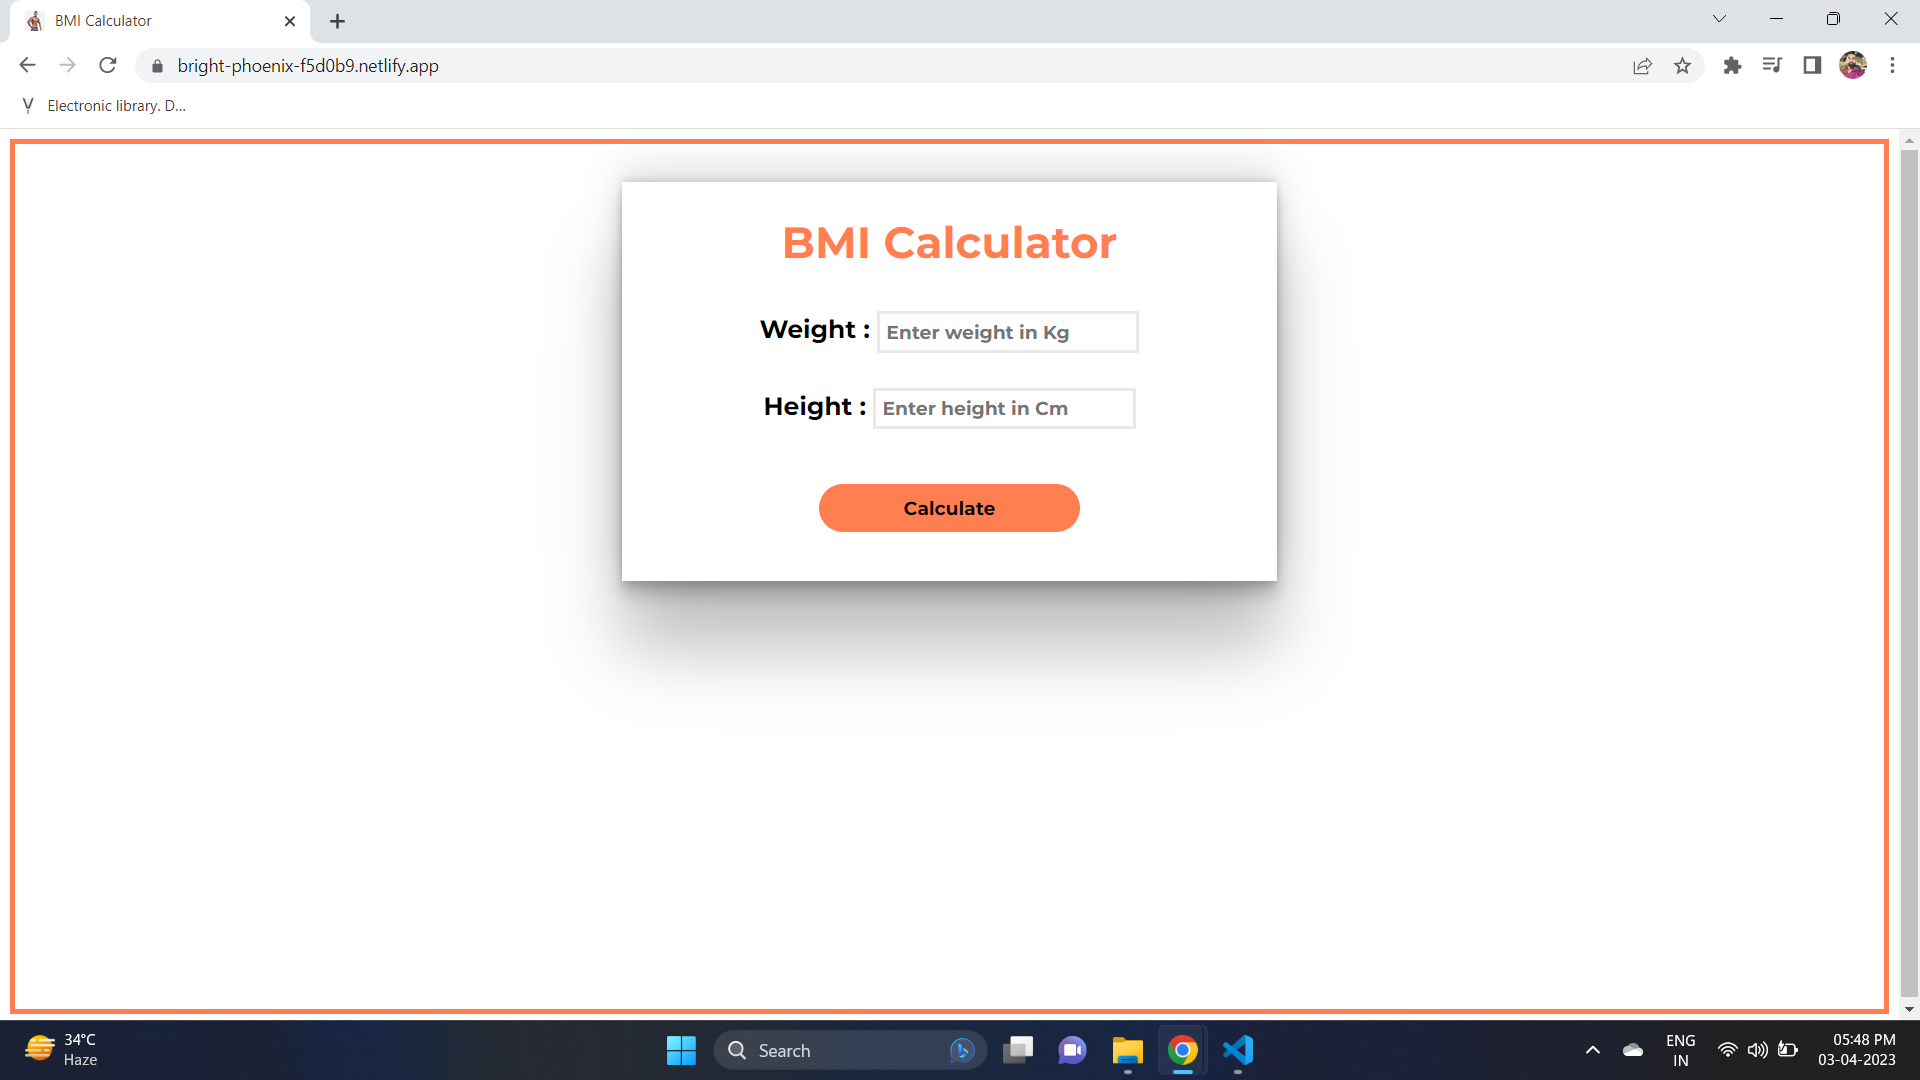 BMI Calculator
bright-phoenix-f5d0b9.netlify.app
Electronic library. D...
BMI Calculator
Weight : Enter weight in Kg
Height : Enter height in Cm
Calculate
34°C
Haze
Search
ENG
IN
05:48 PM
03-04-2023